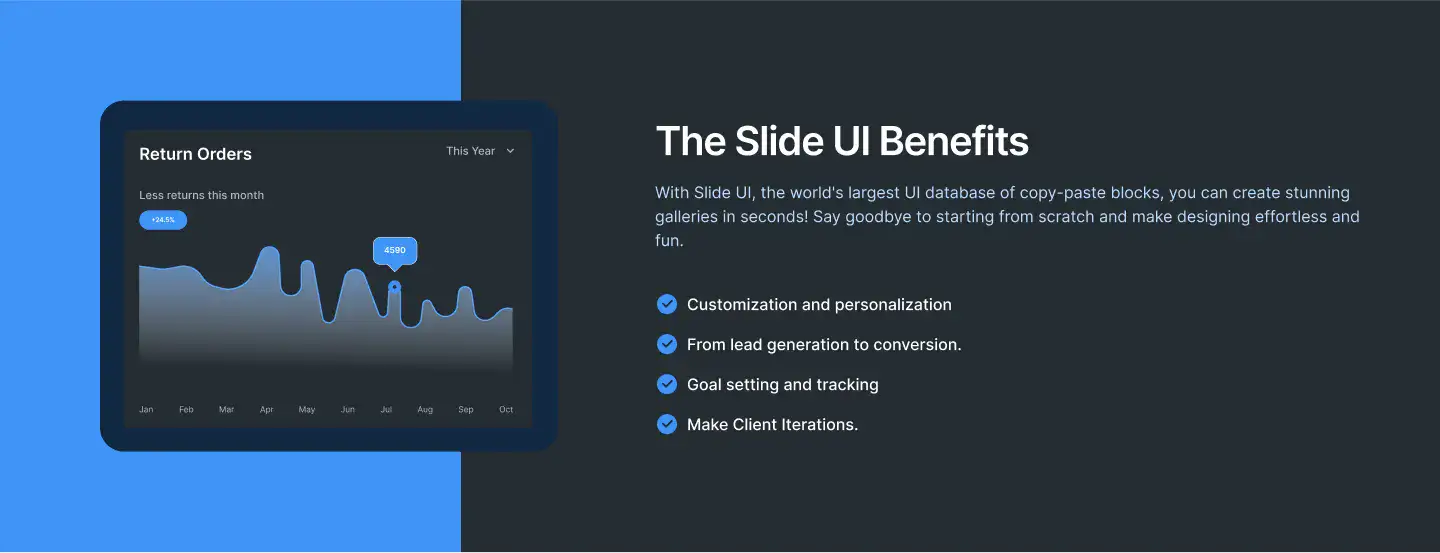 Return Orders
This Year
Less returns this month
+24.5%
4590
Jan Feb Mar Apr May Jun Jul Aug Sep Oct
The Slide UI Benefits
With Slide UI, the world's largest UI database of copy-paste blocks, you can create stunning
galleries in seconds! Say goodbye to starting from scratch and make designing effortless and
fun.
Customization and personalization
From lead generation to conversion.
Goal setting and tracking
Make Client Iterations.